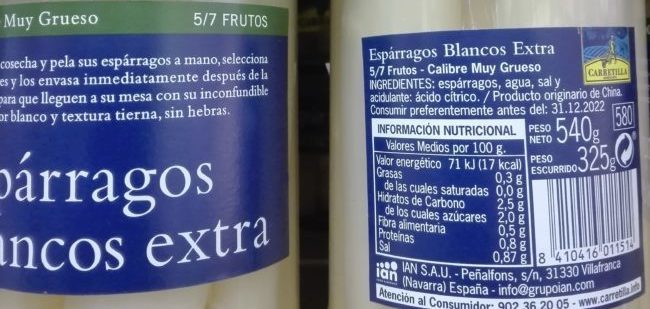 Muy Grueso
5/7 FRUTOS
cosecha y pela sus espárragos a mano, selecciona
es y los envasa inmediatamente después de la
para que lleguen a su mesa con su inconfundible
or blanco y textura tierna, sin hebras.
párragos
ancos extra
Espárragos Blancos Extra
5/7 Frutos - Calibre Muy Grueso
INGREDIENTES: espárragos, agua, sal y
acidulante: ácido cítrico. / Producto originario de China.
Consumir preferentemente antes del: 31.12.2022
CARRETILLA
580
INFORMACIÓN NUTRICIONAL
Valores Medios por 100 g.
Valor energético 71 kJ (17 kcal)
Grasas 0,3 g
de las cuales saturadas 0,0 g
Hidratos de Carbono 2,5 g
de los cuales azúcares 2,0 g
Fibra alimentaria 0,5 g
Proteínas 0,8 g
Sal 0,87 g
PESO NETO 540g
PESO ESCURRIDO 325g
8 410416 011514
ian IAN S.A.U. - Peñalfons, s/n, 31330 Villafranca
(Navarra) España - info@grupoian.com
Atención al Consumidor: 902 36 20 05 - www.carretilla.info